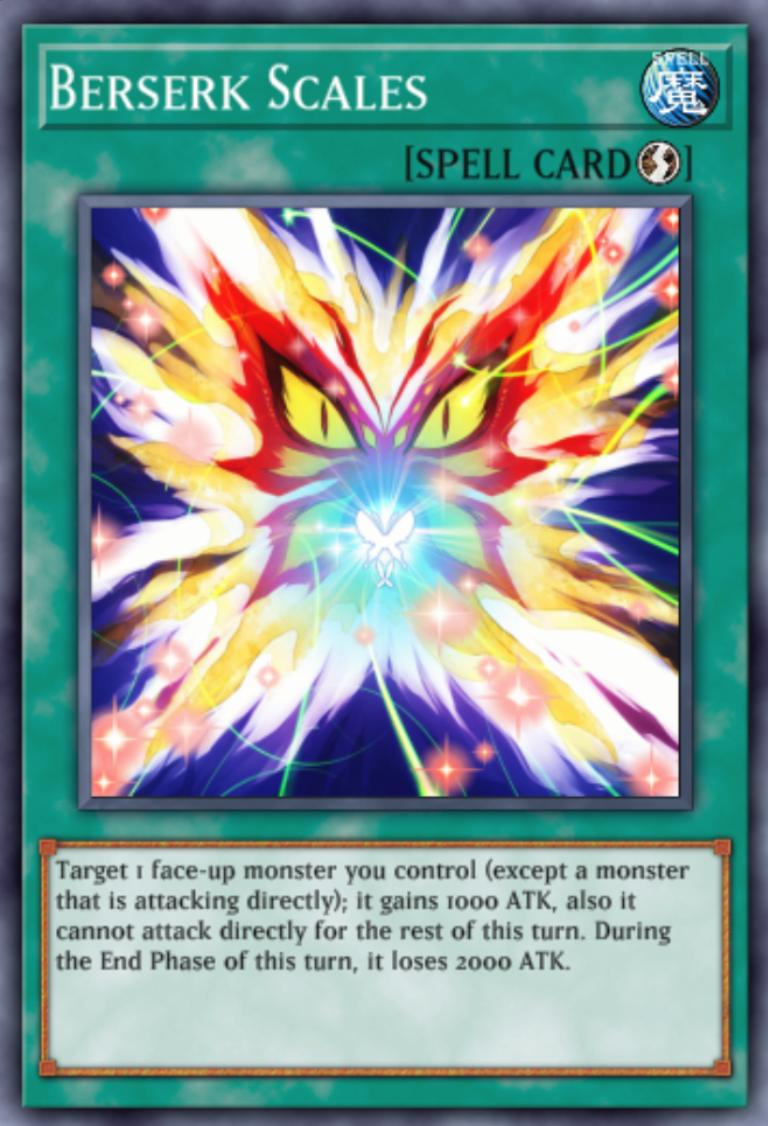 BERSERK SCALES
SPELL
魔
[SPELL CARD]
Target 1 face-up monster you control (except a monster
that is attacking directly); it gains 1000 ATK, also it
cannot attack directly for the rest of this turn. During
the End Phase of this turn, it loses 2000 ATK.